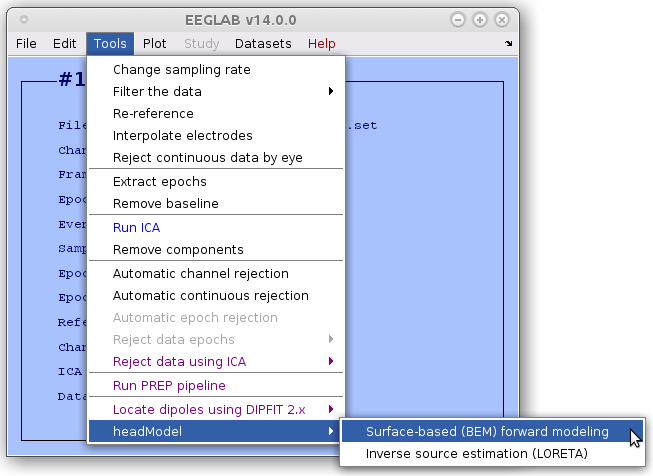 EEGLAB v14.0.0
File Edit Tools Plot Study Datasets Help
#1
Change sampling rate
Filter the data
File .set
Re-reference
Interpolate electrodes
Chan
Reject continuous data by eye
Fram
Extract epochs
Epoc
Remove baseline
Even
Run ICA
Samp
Remove components
Epoc
Automatic channel rejection
Epoc
Automatic continuous rejection
Refe
Automatic epoch rejection
Chan
Reject data epochs
ICA
Reject data using ICA
Data
Run PREP pipeline
Locate dipoles using DIPFIT 2.x
headModel
Surface-based (BEM) forward modeling
Inverse source estimation (LORETA)